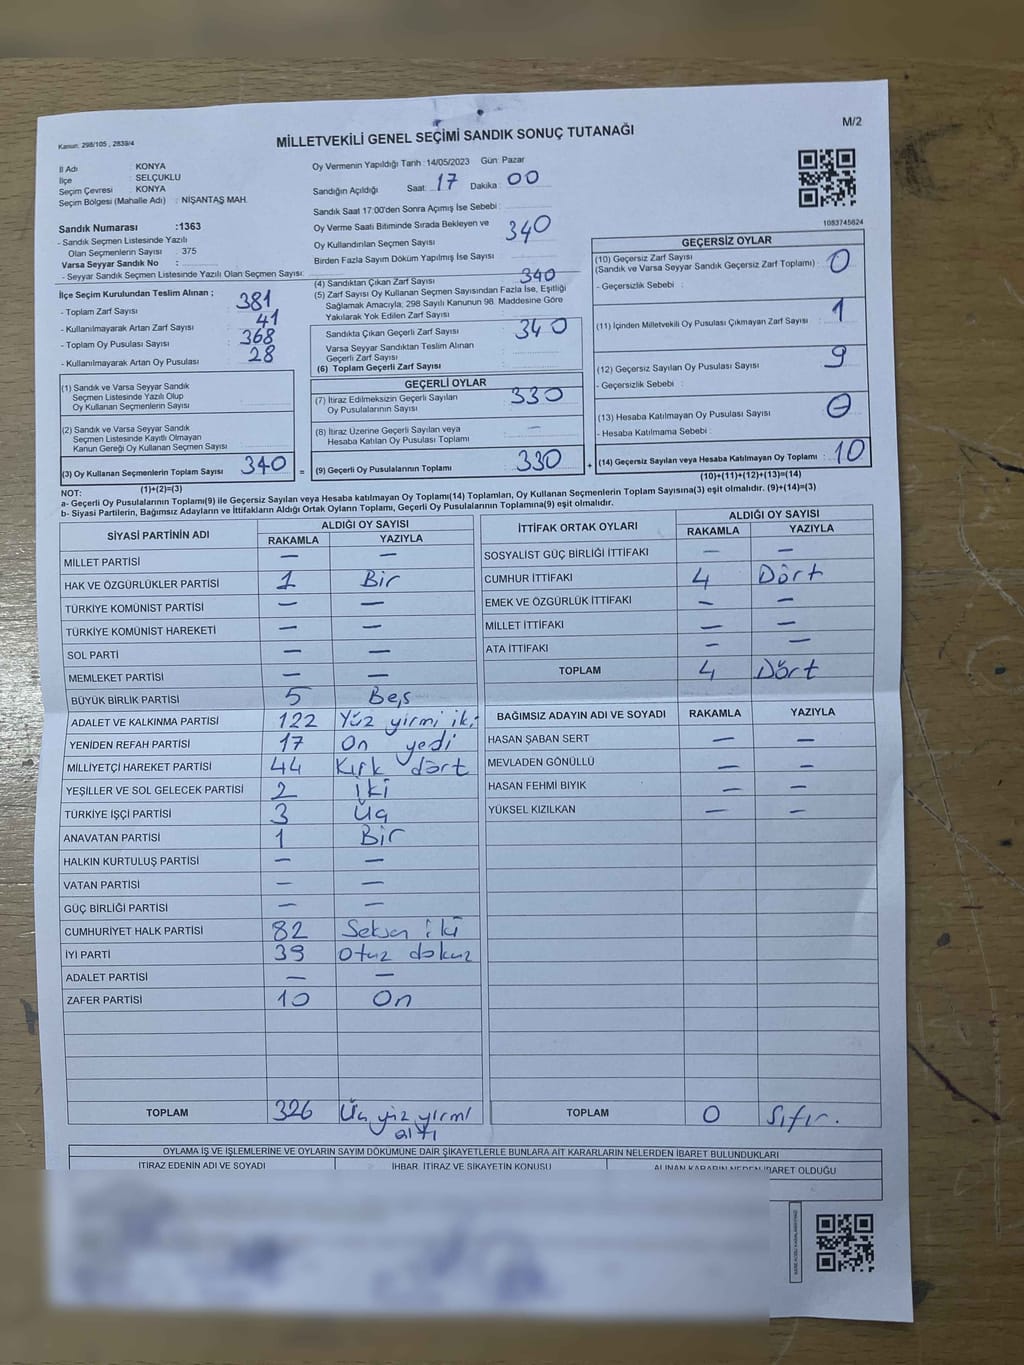 Kanun: 298/105 , 2839/4
MİLLETVEKİLİ GENEL SEÇİMİ SANDIK SONUÇ TUTANAĞI
M/2
İl Adı : KONYA
İlçe : SELÇUKLU
Seçim Çevresi : KONYA
Seçim Bölgesi (Mahalle Adı) : NİŞANTAŞ MAH.
Sandık Numarası :1363
- Sandık Seçmen Listesinde Yazılı
Olan Seçmenlerin Sayısı : 375
Varsa Seyyar Sandık No :
- Seyyar Sandık Seçmen Listesinde Yazılı Olan Seçmen Sayısı:
Oy Vermenin Yapıldığı Tarih : 14/05/2023 Gün: Pazar
Sandığın Açıldığı Saat: 17 Dakika : 00
Sandık Saat 17:00'den Sonra Açımış İse Sebebi :
Oy Verme Saati Bitiminde Sırada Bekleyen ve
Oy Kullandırılan Seçmen Sayısı 340
Birden Fazla Sayım Döküm Yapılmış İse Sayısı :
1083745624
İlçe Seçim Kurulundan Teslim Alınan ;
- Toplam Zarf Sayısı : 381
- Kullanılmayarak Artan Zarf Sayısı : 41
- Toplam Oy Pusulası Sayısı : 368
- Kullanılmayarak Artan Oy Pusulası : 28
(1) Sandık ve Varsa Seyyar Sandık
Seçmen Listesinde Yazılı Olup
Oy Kullanan Seçmenlerin Sayısı
(2) Sandık ve Varsa Seyyar Sandık
Seçmen Listesinde Kayıtlı Olmayan
Kanun Gereği Oy Kullanan Seçmen Sayısı
(3) Oy Kullanan Seçmenlerin Toplam Sayısı 340
(1)+(2)=(3)
(4) Sandıktan Çıkan Zarf Sayısı : 340
(5) Zarf Sayısı Oy Kullanan Seçmen Sayısından Fazla İse, Eşitliği
Sağlamak Amacıyla; 298 Sayılı Kanunun 98. Maddesine Göre
Yakılarak Yok Edilen Zarf Sayısı :
Sandıkta Çıkan Geçerli Zarf Sayısı : 340
Varsa Seyyar Sandıktan Teslim Alınan
Geçerli Zarf Sayısı :
(6) Toplam Geçerli Zarf Sayısı :
GEÇERLİ OYLAR
(7) İtiraz Edilmeksizin Geçerli Sayılan
Oy Pusulalarının Sayısı : 330
(8) İtiraz Üzerine Geçerli Sayılan veya
Hesaba Katılan Oy Pusulası Toplamı : —
= (9) Geçerli Oy Pusulalarının Toplamı : 330 +
GEÇERSİZ OYLAR
(10) Geçersiz Zarf Sayısı
(Sandık ve Varsa Seyyar Sandık Geçersiz Zarf Toplamı) : 0
- Geçersizlik Sebebi :
(11) İçinden Milletvekili Oy Pusulası Çıkmayan Zarf Sayısı : 1
(12) Geçersiz Sayılan Oy Pusulası Sayısı : 9
- Geçersizlik Sebebi :
(13) Hesaba Katılmayan Oy Pusulası Sayısı : 0
- Hesaba Katılmama Sebebi :
(14) Geçersiz Sayılan veya Hesaba Katılmayan Oy Toplamı : 10
(10)+(11)+(12)+(13)=(14)
NOT:
a- Geçerli Oy Pusulalarının Toplamı(9) ile Geçersiz Sayılan veya Hesaba katılmayan Oy Toplamı(14) Toplamları, Oy Kullanan Seçmenlerin Toplam Sayısına(3) eşit olmalıdır. (9)+(14)=(3)
b- Siyasi Partilerin, Bağımsız Adayların ve İttifakların Aldığı Ortak Oyların Toplamı, Geçerli Oy Pusulalarının Toplamına(9) eşit olmalıdır.
SİYASİ PARTİNİN ADI ALDIĞI OY SAYISI
RAKAMLA YAZIYLA
MİLLET PARTİSİ — —
HAK VE ÖZGÜRLÜKLER PARTİSİ 1 Bir
TÜRKİYE KOMÜNİST PARTİSİ — —
TÜRKİYE KOMÜNİST HAREKETİ — —
SOL PARTİ — —
MEMLEKET PARTİSİ — —
BÜYÜK BİRLİK PARTİSİ 5 Beş
ADALET VE KALKINMA PARTİSİ 122 Yüz yirmi iki
YENİDEN REFAH PARTİSİ 17 On yedi
MİLLİYETÇİ HAREKET PARTİSİ 44 Kırk dört
YEŞİLLER VE SOL GELECEK PARTİSİ 2 iki
TÜRKİYE İŞÇİ PARTİSİ 3 Üç
ANAVATAN PARTİSİ 1 Bir
HALKIN KURTULUŞ PARTİSİ — —
VATAN PARTİSİ — —
GÜÇ BİRLİĞİ PARTİSİ — —
CUMHURİYET HALK PARTİSİ 82 Seksen iki
İYİ PARTİ 39 Otuz dokuz
ADALET PARTİSİ — —
ZAFER PARTİSİ 10 On
TOPLAM 326 Üç yüz yirmi
altı
İTTİFAK ORTAK OYLARI ALDIĞI OY SAYISI
RAKAMLA YAZIYLA
SOSYALIST GÜÇ BİRLİĞİ İTTİFAKI — —
CUMHUR İTTİFAKI 4 Dört
EMEK VE ÖZGÜRLÜK İTTİFAKI — —
MİLLET İTTİFAKI — —
ATA İTTİFAKI — —
TOPLAM 4 Dört
BAĞIMSIZ ADAYIN ADI VE SOYADI RAKAMLA YAZIYLA
HASAN ŞABAN SERT — —
MEVLADEN GÖNÜLLÜ — —
HASAN FEHMİ BIYIK — —
YÜKSEL KIZILKAN — —
TOPLAM 0 Sıfır.
OYLAMA İŞ VE İŞLEMLERİNE VE OYLARIN SAYIM DÖKÜMÜNE DAİR ŞİKAYETLERLE BUNLARA AİT KARARLARIN NELERDEN İBARET BULUNDUKLARI
İTİRAZ EDENİN ADI VE SOYADI İHBAR, İTİRAZ VE ŞİKAYETİN KONUSU ALINAN KARARIN NEDEN İBARET OLDUĞU